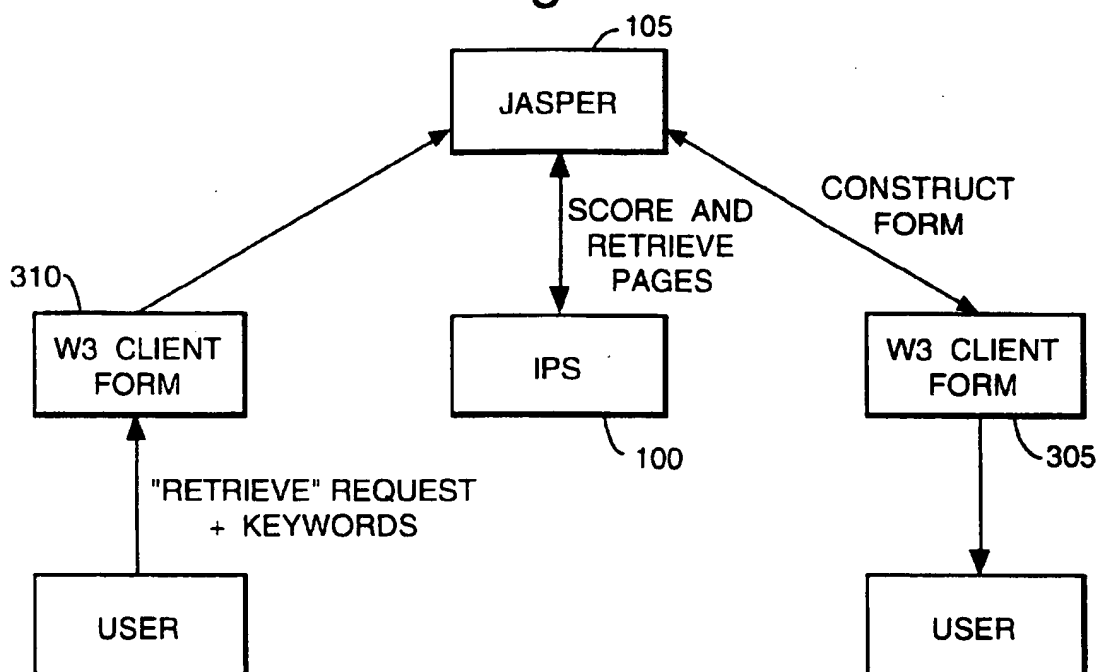 105
JASPER
CONSTRUCT
FORM
SCORE AND
RETRIEVE
PAGES
310
W3 CLIENT
FORM
IPS
W3 CLIENT
FORM
100
305
"RETRIEVE" REQUEST
+ KEYWORDS
USER
USER